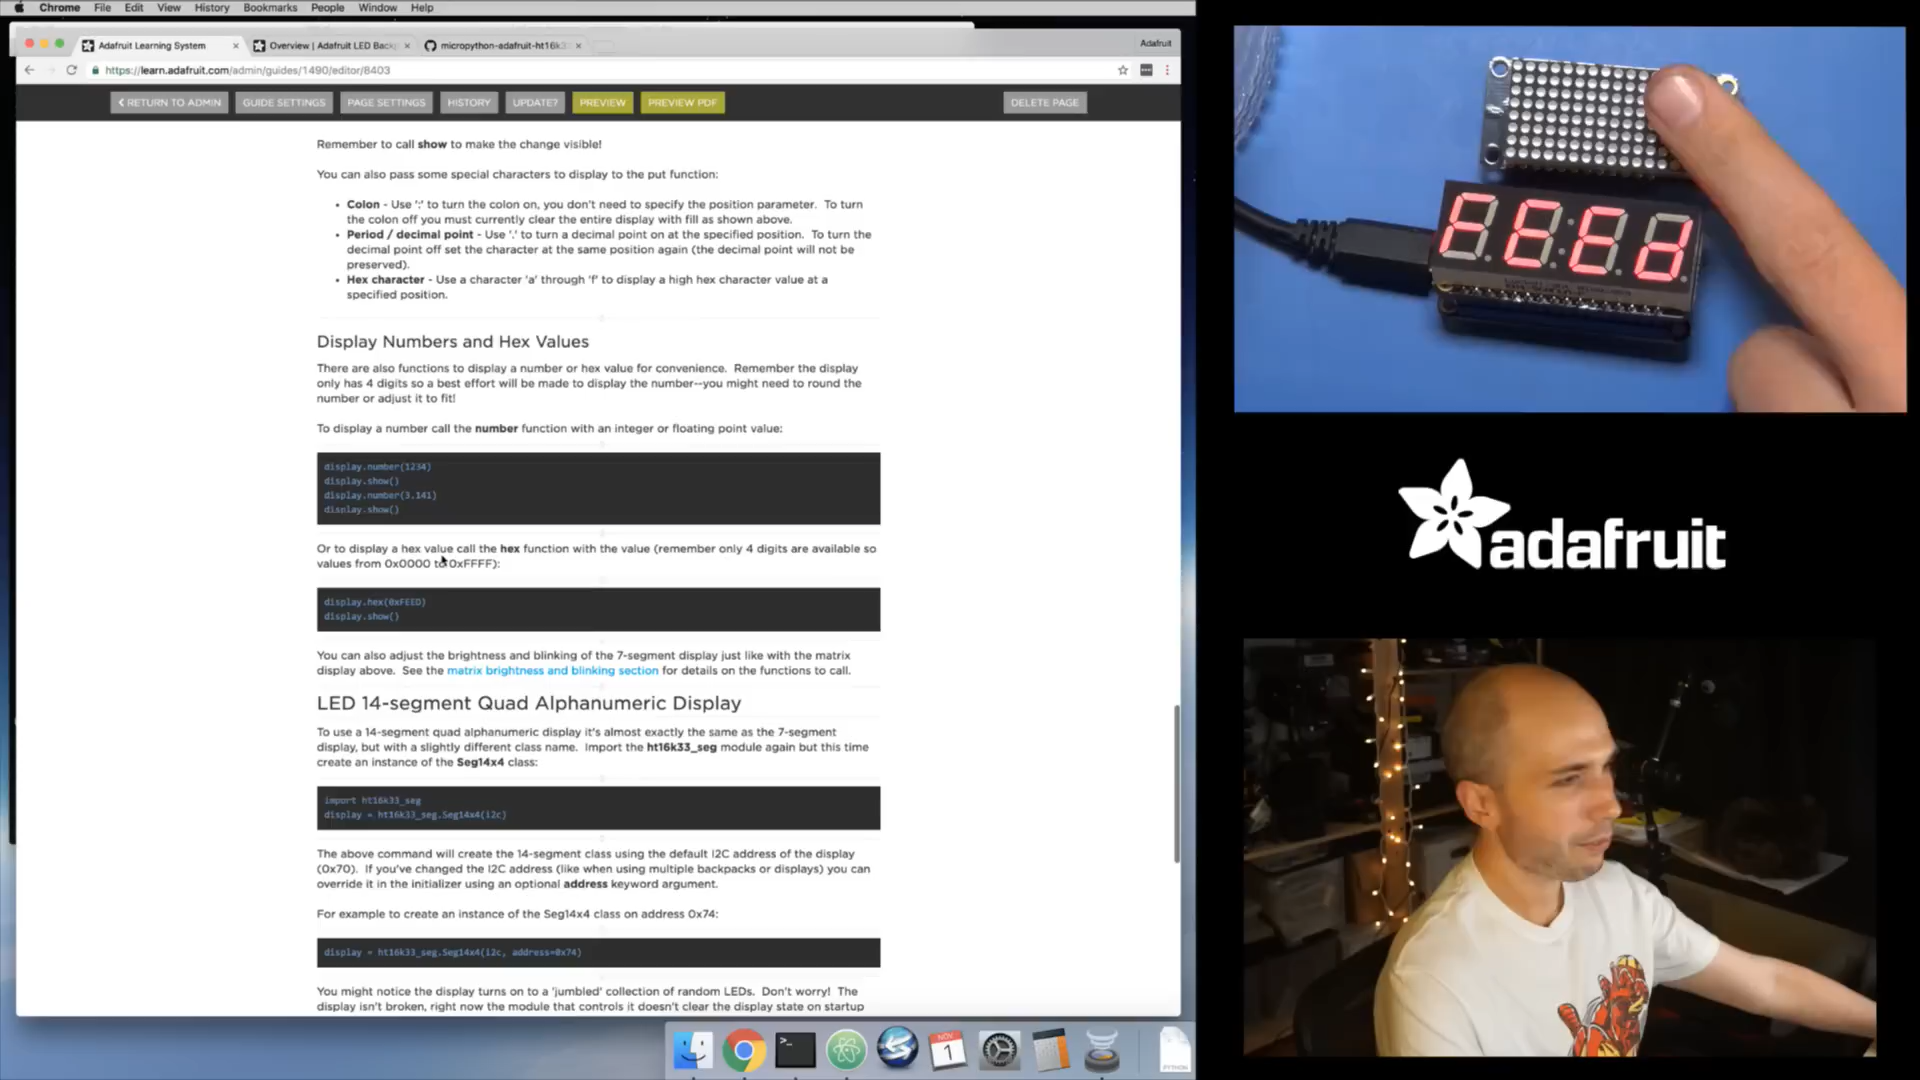 Chrome File Edit View History Bookmarks People Window Help
Adafruit Learning System
Overview | Adafruit LED Back
micropython-adafruit-ht16k3
Adafruit
https://learn.adafruit.com/admin/guides/1490/editor/8403
RETURN TO ADMIN GUIDE SETTINGS PAGE SETTINGS HISTORY UPDATE? PREVIEW PREVIEW PDF DELETE PAGE
Remember to call show to make the change visible!
You can also pass some special characters to display to the put function:
• Colon - Use ':' to turn the colon on, you don't need to specify the position parameter. To turn
the colon off you must currently clear the entire display with fill as shown above.
• Period / decimal point - Use '.' to turn a decimal point on at the specified position. To turn the
decimal point off set the character at the same position again (the decimal point will not be
preserved).
• Hex character - Use a character 'a' through 'f' to display a high hex character value at a
specified position.
Display Numbers and Hex Values
There are also functions to display a number or hex value for convenience. Remember the display
only has 4 digits so a best effort will be made to display the number--you might need to round the
number or adjust it to fit!
To display a number call the number function with an integer or floating point value:
display.number(1234)
display.show()
display.number(3.141)
display.show()
Or to display a hex value call the hex function with the value (remember only 4 digits are available so
values from 0x0000 to 0xFFFF):
display.hex(0xFEED)
display.show()
You can also adjust the brightness and blinking of the 7-segment display just like with the matrix
display above. See the matrix brightness and blinking section for details on the functions to call.
LED 14-segment Quad Alphanumeric Display
To use a 14-segment quad alphanumeric display it's almost exactly the same as the 7-segment
display, but with a slightly different class name. Import the ht16k33_seg module again but this time
create an instance of the Seg14x4 class:
import ht16k33_seg
display = ht16k33_seg.Seg14x4(i2c)
The above command will create the 14-segment class using the default I2C address of the display
(0x70). If you've changed the I2C address (like when using multiple backpacks or displays) you can
override it in the initializer using an optional address keyword argument.
For example to create an instance of the Seg14x4 class on address 0x74:
display = ht16k33_seg.Seg14x4(i2c, address=0x74)
You might notice the display turns on to a 'jumbled' collection of random LEDs. Don't worry! The
display isn't broken, right now the module that controls it doesn't clear the display state on startup
NOV
1
PYTHON
FEEd
adafruit